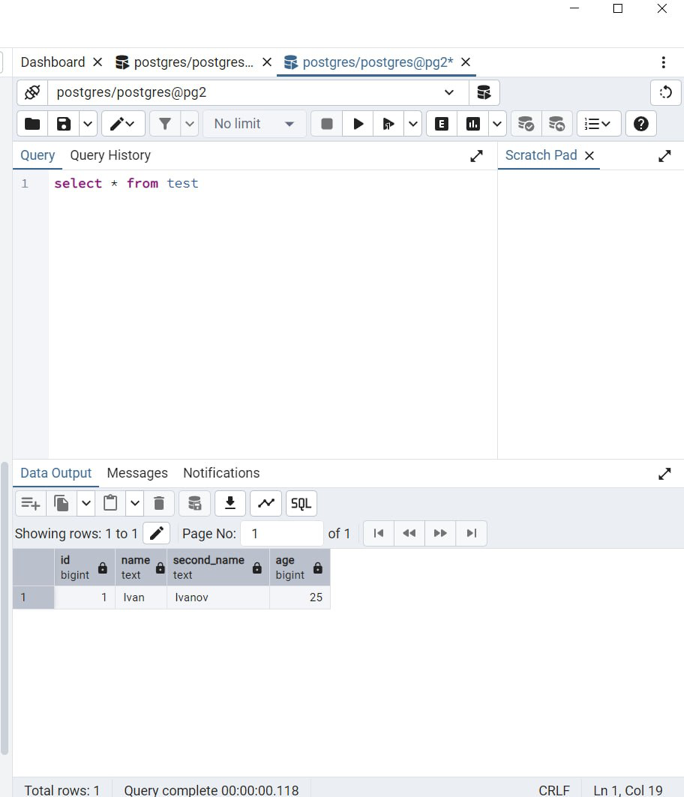 Dashboard postgres/postgres... postgres/postgres@pg2*
postgres/postgres@pg2
No limit E
Query Query History Scratch Pad
1 select * from test
Data Output Messages Notifications
SQL
Showing rows: 1 to 1 Page No: 1 of 1
id name second_name age
bigint text text bigint
1 1 Ivan Ivanov 25
Total rows: 1 Query complete 00:00:00.118 CRLF Ln 1, Col 19